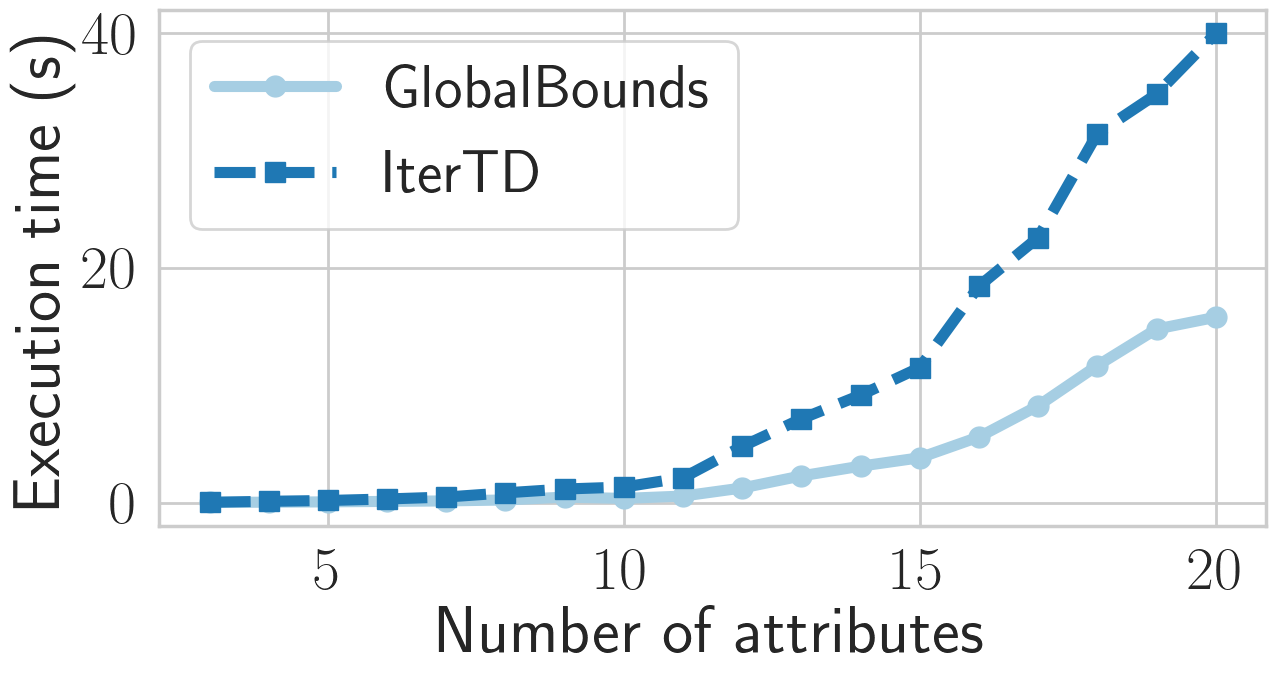 Execution time (s)
40
20
0
GlobalBounds
IterTD
5 10 15 20
Number of attributes